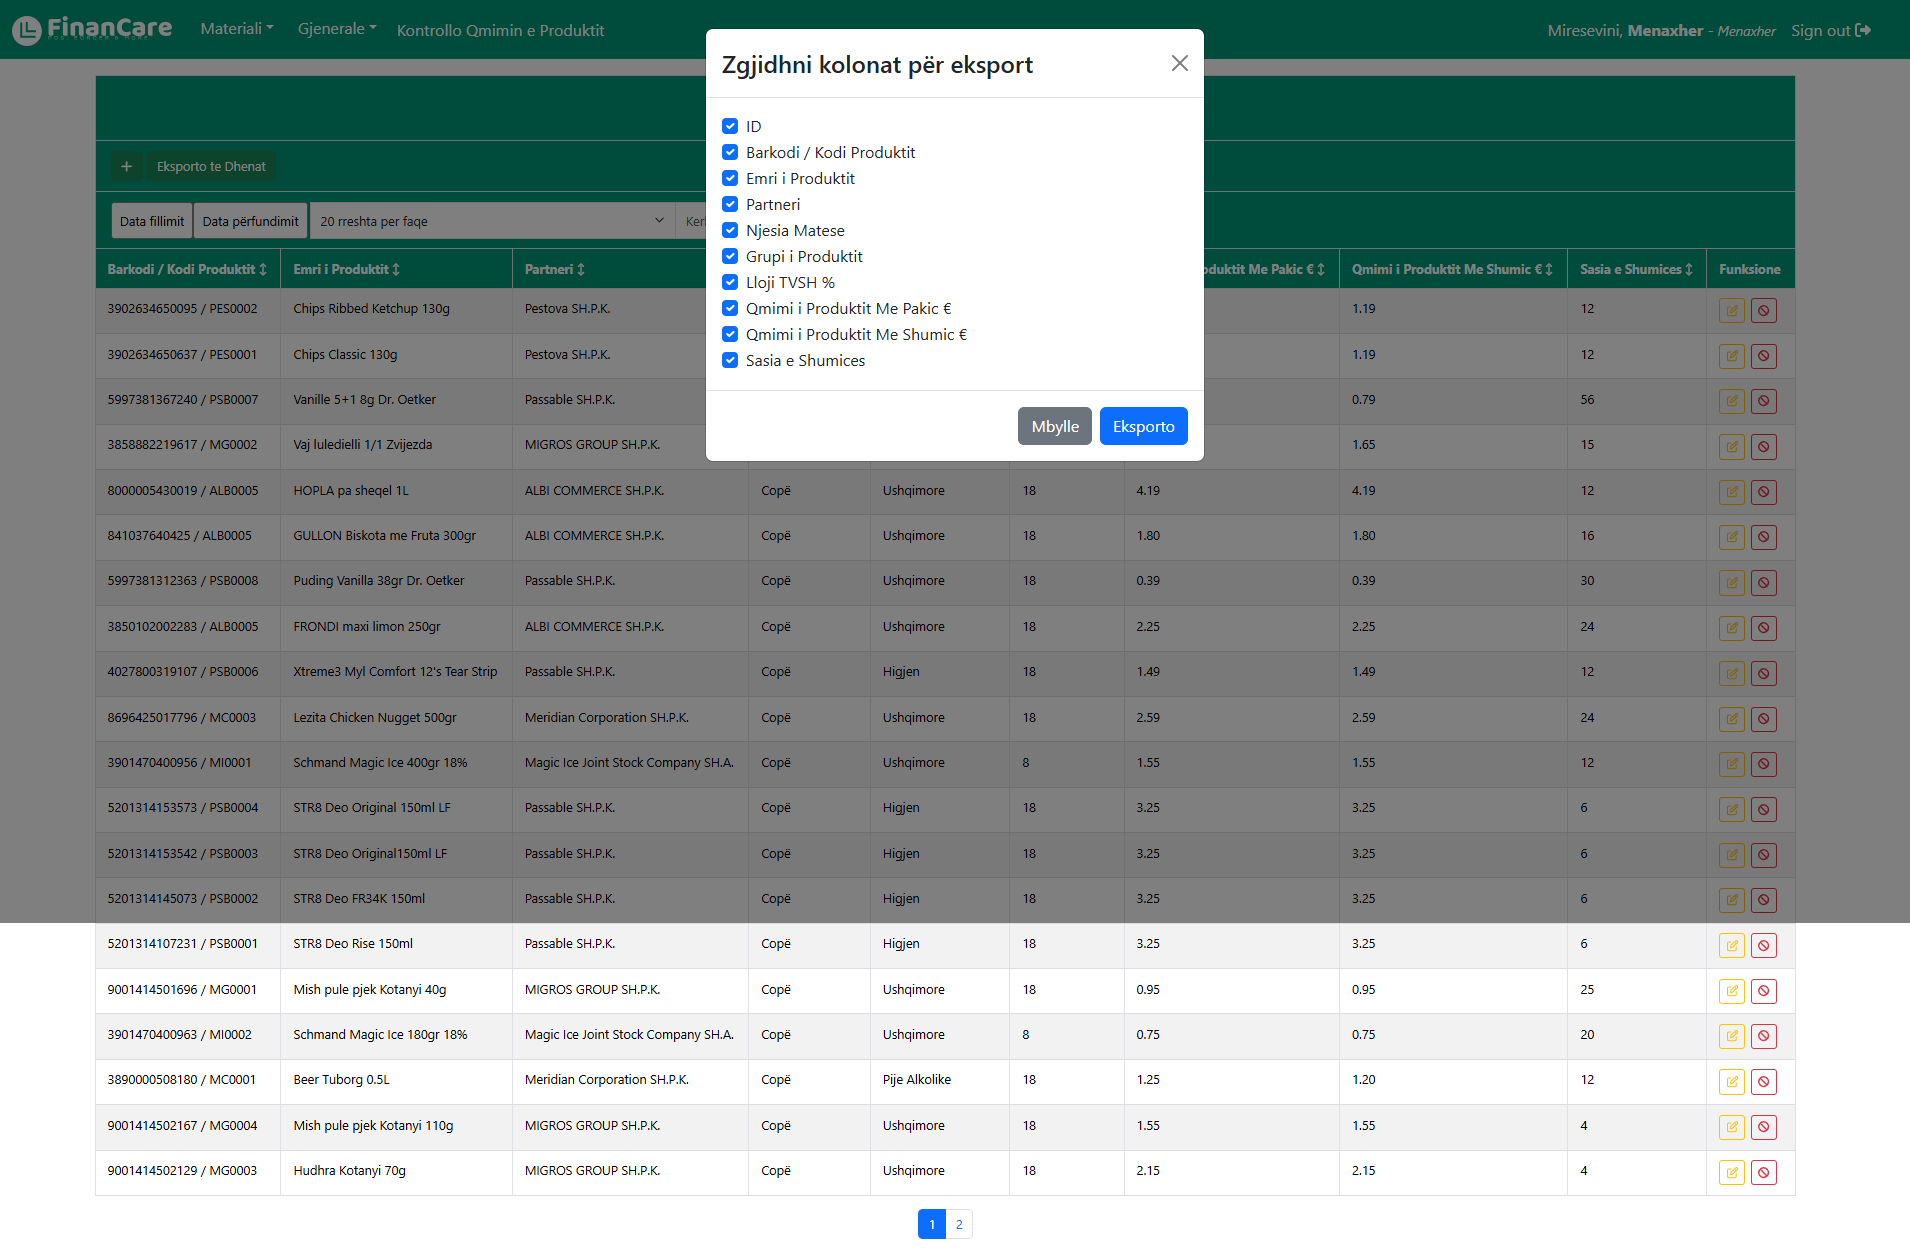 FinanCare
Materiali
Gjenerale
Kontrollo Qmimin e Produktit
Miresevini, Menaxher - Menaxher
Sign out
Zgjidhni kolonat për eksport
ID
Barkodi / Kodi Produktit
Emri i Produktit
Partneri
Njesia Matese
Grupi i Produktit
Lloji TVSH %
Qmimi i Produktit Me Pakic €
Qmimi i Produktit Me Shumic €
Sasia e Shumices
Mbylle
Eksporto
+
Eksporto te Dhenat
Data fillimit
Data përfundimit
20 rreshta per faqe
Barkodi / Kodi Produktit Emri i Produktit Partneri Me Pakic € Qmimi i Produktit Me Shumic € Sasia e Shumices Funksione
3902634650095 / PES0002 Chips Ribbed Ketchup 130g Pestova SH.P.K. 1.19 12
3902634650637 / PES0001 Chips Classic 130g Pestova SH.P.K. 1.19 12
5997381367240 / PSB0007 Vanille 5+1 8g Dr. Oetker Passable SH.P.K. 0.79 56
3858882219617 / MG0002 Vaj luledielli 1/1 Zvijezda MIGROS GROUP SH.P.K. 1.65 15
8000005430019 / ALB0005 HOPLA pa sheqel 1L ALBI COMMERCE SH.P.K. Copë Ushqimore 18 4.19 4.19 12
841037640425 / ALB0005 GULLON Biskota me Fruta 300gr ALBI COMMERCE SH.P.K. Copë Ushqimore 18 1.80 1.80 16
5997381312363 / PSB0008 Puding Vanilla 38gr Dr. Oetker Passable SH.P.K. Copë Ushqimore 18 0.39 0.39 30
3850102002283 / ALB0005 FRONDI maxi limon 250gr ALBI COMMERCE SH.P.K. Copë Ushqimore 18 2.25 2.25 24
4027800319107 / PSB0006 Xtreme3 Myl Comfort 12's Tear Strip Passable SH.P.K. Copë Higjen 18 1.49 1.49 12
8696425017796 / MC0003 Lezita Chicken Nugget 500gr Meridian Corporation SH.P.K. Copë Ushqimore 18 2.59 2.59 24
3901470400956 / MI0001 Schmand Magic Ice 400gr 18% Magic Ice Joint Stock Company SH.A. Copë Ushqimore 8 1.55 1.55 12
5201314153573 / PSB0004 STR8 Deo Original 150ml LF Passable SH.P.K. Copë Higjen 18 3.25 3.25 6
5201314153542 / PSB0003 STR8 Deo Original150ml LF Passable SH.P.K. Copë Higjen 18 3.25 3.25 6
5201314145073 / PSB0002 STR8 Deo FR34K 150ml Passable SH.P.K. Copë Higjen 18 3.25 3.25 6
5201314107231 / PSB0001 STR8 Deo Rise 150ml Passable SH.P.K. Copë Higjen 18 3.25 3.25 6
9001414501696 / MG0001 Mish pule pjek Kotanyi 40g MIGROS GROUP SH.P.K. Copë Ushqimore 18 0.95 0.95 25
3901470400963 / MI0002 Schmand Magic Ice 180gr 18% Magic Ice Joint Stock Company SH.A. Copë Ushqimore 8 0.75 0.75 20
3890000508180 / MC0001 Beer Tuborg 0.5L Meridian Corporation SH.P.K. Copë Pije Alkolike 18 1.25 1.20 12
9001414502167 / MG0004 Mish pule pjek Kotanyi 110g MIGROS GROUP SH.P.K. Copë Ushqimore 18 1.55 1.55 4
9001414502129 / MG0003 Hudhra Kotanyi 70g MIGROS GROUP SH.P.K. Copë Ushqimore 18 2.15 2.15 4
1 2